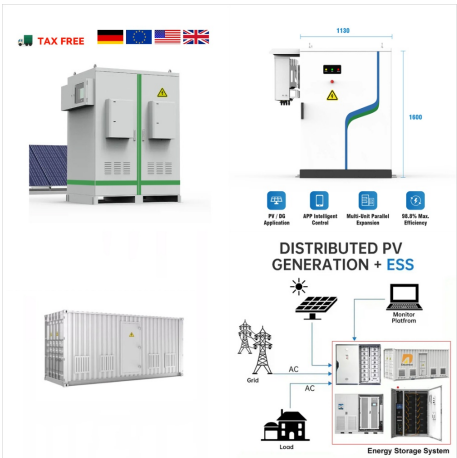 TAX FREE
1130
1600
PV / DG
Application
APP Intelligent
Control
Multi-Unit Parallel
Expansion
98.8% Max.
Efficiency
DISTRIBUTED PV
GENERATION + ESS
Monitor
Platfrom
Grid
AC
AC
Load
Energy Storage System